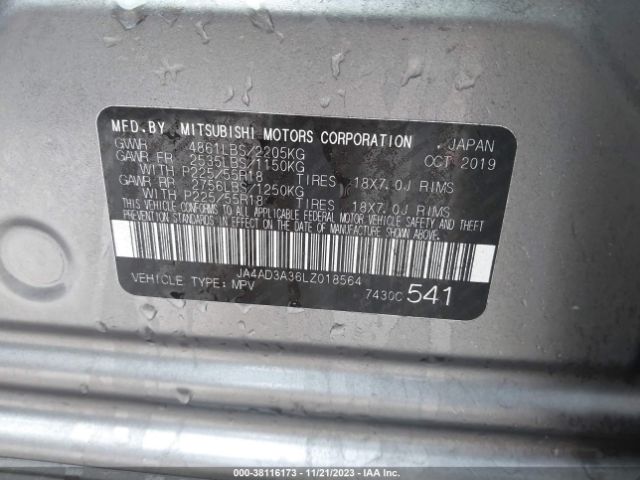 MFD.BY MITSUBISHI MOTORS CORPORATION JAPAN
GVWR 4861LBS/2205KG OCT 2019
GAWR FR 2535LBS/1150KG
WITH P225/55R18 TIRES 18X7.0J RIMS
GAWR RR 2756LBS/1250KG
WITH P225/55R18 TIRES 18X7.0J RIMS
THIS VEHICLE CONFORMS TO ALL APPLICABLE FEDERAL MOTOR VEHICLE SAFETY AND THEFT
PREVENTION STANDARDS IN EFFECT ON THE DATE OF MANUFACTURE SHOWN ABOVE.
JA4AD3A36LZ018564
VEHICLE TYPE: MPV 7430C 541
000-38116173 - 11/21/2023 - IAA Inc.